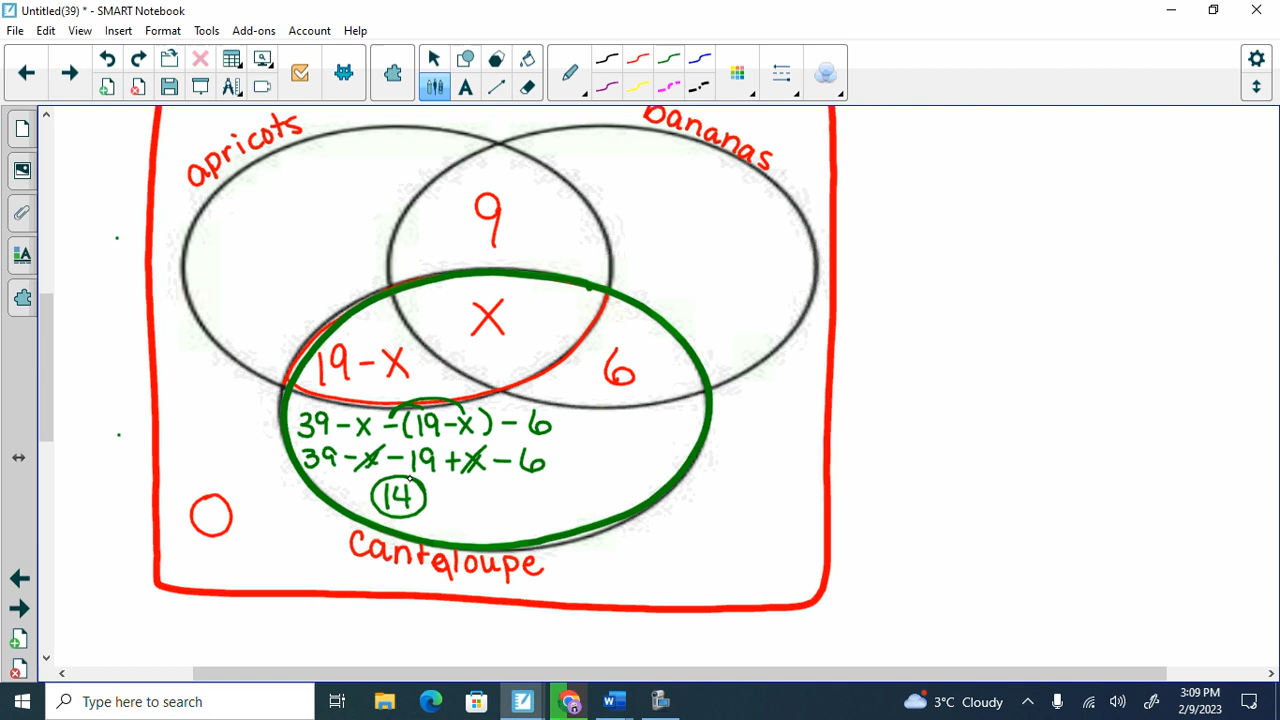 Untitled(39) * - SMART Notebook
File Edit View Insert Format Tools Add-ons Account Help
apricots
bananas
9
x
19-x
6
39-x-(19-x)-6
39-x-19+x-6
14
0
Cantaloupe
Type here to search
3°C Cloudy
3:09 PM
2/9/2023